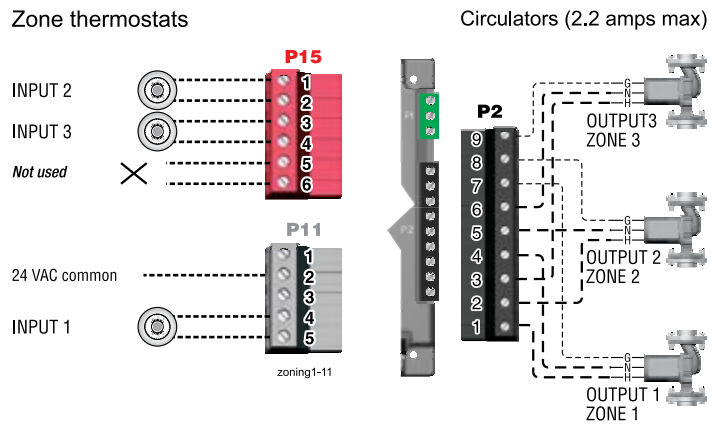 Zone thermostats
Circulators (2.2 amps max)
P15
INPUT 2
1
2
INPUT 3
3
4
Not used
5
6
P11
1
24 VAC common
2
3
INPUT 1
4
5
zoning1-11
P1
P2
P2
9
8
7
6
5
4
3
2
1
G
N
H
OUTPUT3
ZONE 3
G
N
H
OUTPUT 2
ZONE 2
G
N
H
OUTPUT 1
ZONE 1